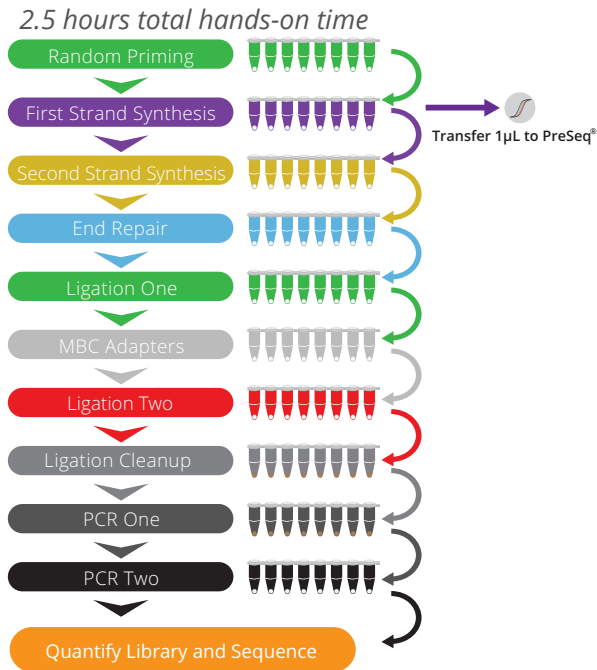 2.5 hours total hands-on time
Random Priming
First Strand Synthesis
Transfer 1µL to PreSeq®
Second Strand Synthesis
End Repair
Ligation One
MBC Adapters
Ligation Two
Ligation Cleanup
PCR One
PCR Two
Quantify Library and Sequence